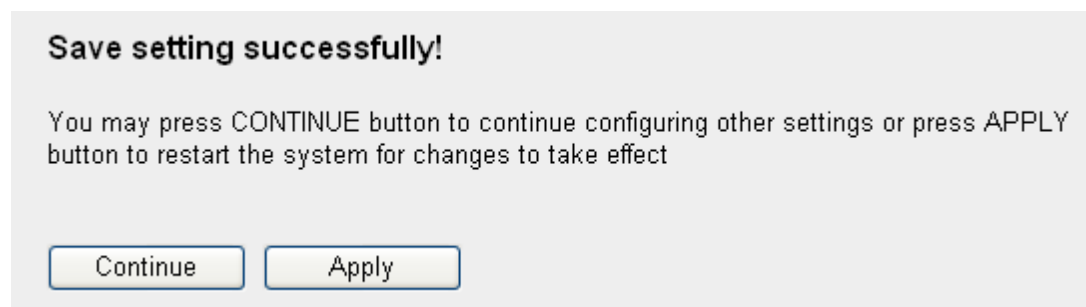 Save setting successfully!
You may press CONTINUE button to continue configuring other settings or press APPLY
button to restart the system for changes to take effect
Continue
Apply